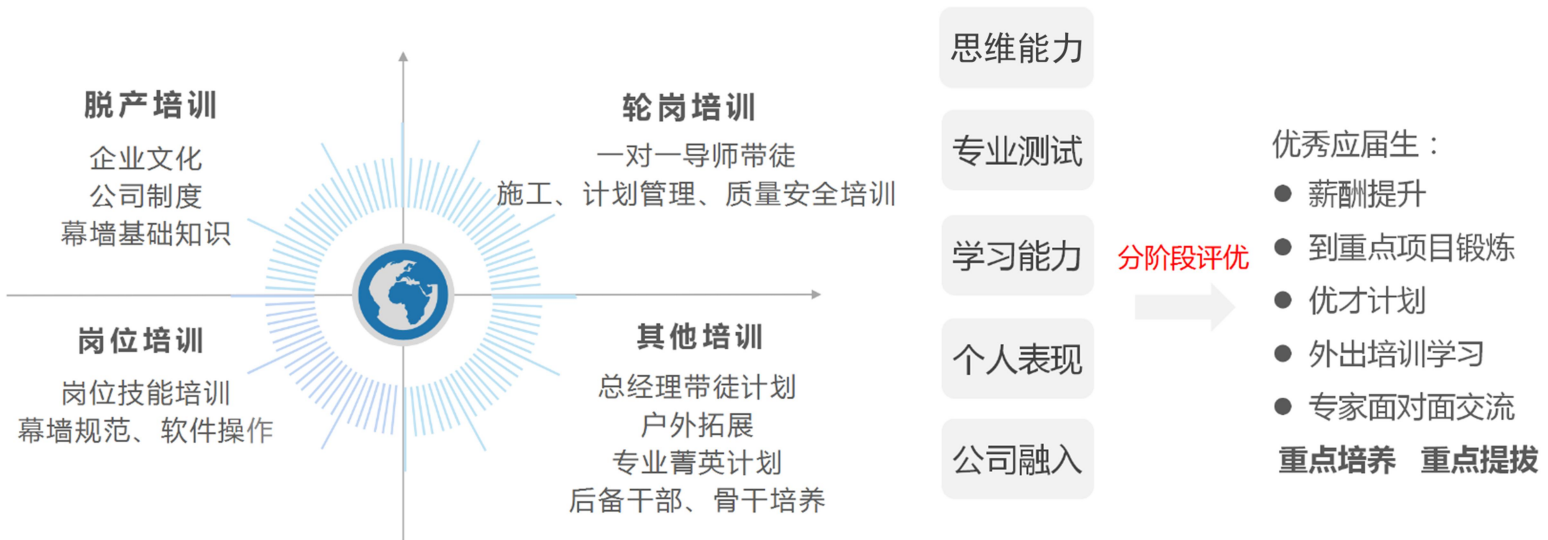 脱产培训
企业文化
公司制度
幕墙基础知识
轮岗培训
一对一导师带徒
施工、计划管理、质量安全培训
岗位培训
岗位技能培训
幕墙规范、软件操作
其他培训
总经理带徒计划
户外拓展
专业菁英计划
后备干部、骨干培养
思维能力
专业测试
学习能力
个人表现
公司融入
分阶段评优
优秀应届生：
● 薪酬提升
● 到重点项目锻炼
● 优才计划
● 外出培训学习
● 专家面对面交流
重点培养 重点提拔